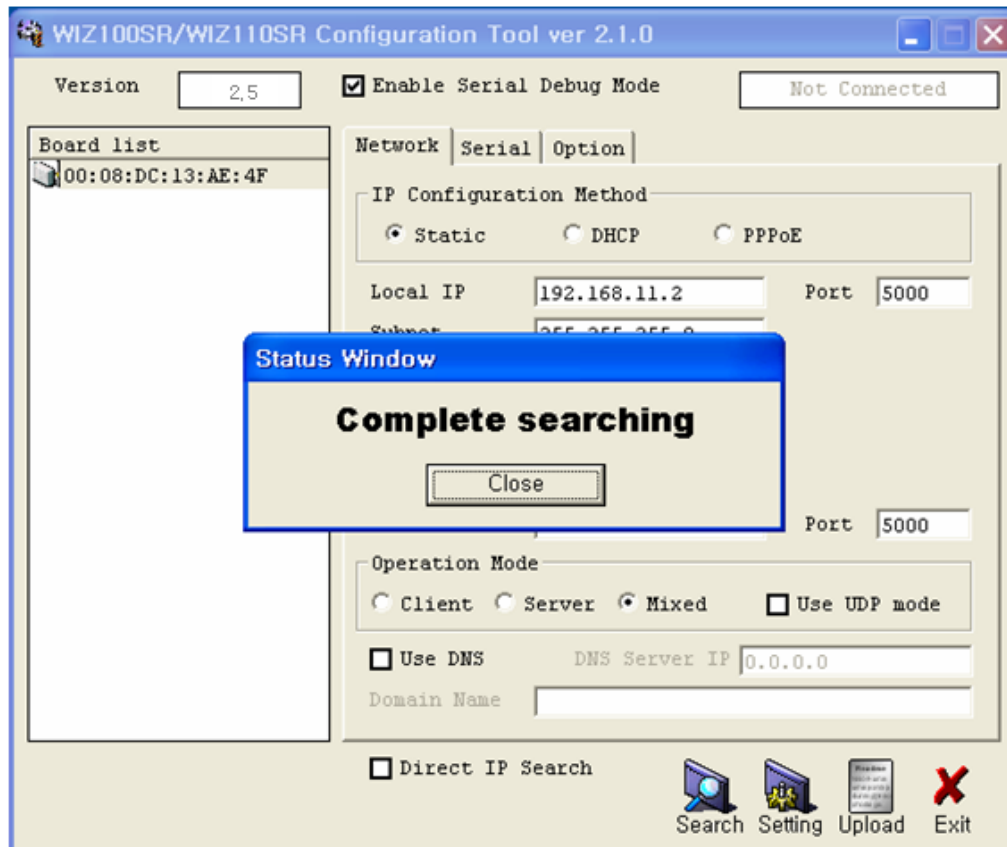 WIZ100SR/WIZ110SR Configuration Tool ver 2.1.0
Version 2,5 Enable Serial Debug Mode Not Connected
Board list
00:08:DC:13:AE:4F
Network Serial Option
IP Configuration Method
Static DHCP PPPoE
Local IP 192.168.11.2 Port 5000
Subnet
Status Window
Complete searching
Close
Port 5000
Operation Mode
Client Server Mixed Use UDP mode
Use DNS DNS Server IP 0.0.0.0
Domain Name
Direct IP Search
Search Setting Upload Exit